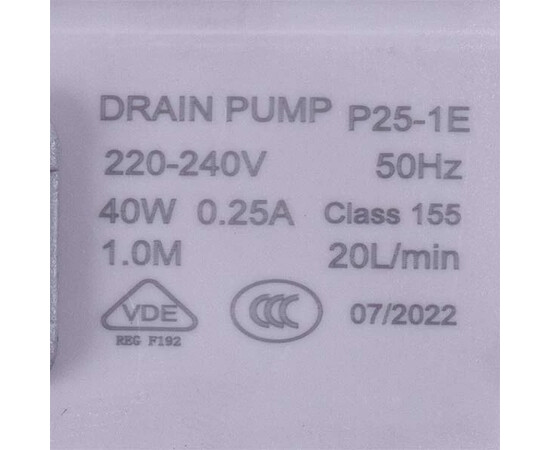 DRAIN PUMP P25-1E
220-240V 50Hz
40W 0.25A Class 155
1.0M 20L/min
VDE CCC 07/2022
REG F192